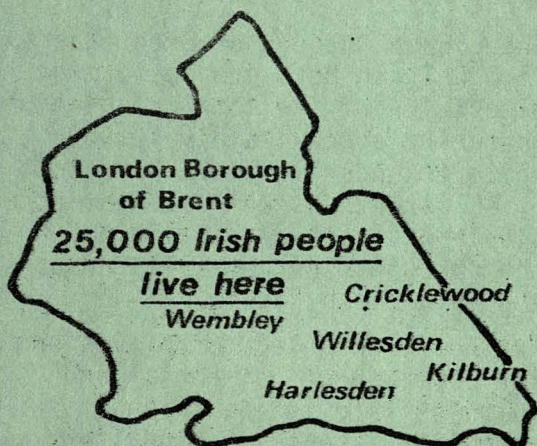 London Borough
of Brent
25,000 Irish people
live here
Cricklewood
Wembley
Willesden
Kilburn
Harlesden